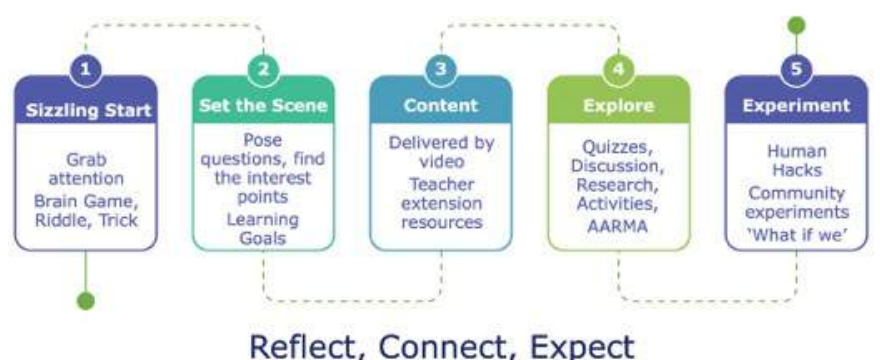 1
Sizzling Start
Grab
attention
Brain Game,
Riddle, Trick
2
Set the Scene
Pose
questions, find
the interest
points
Learning
Goals
3
Content
Delivered by
video
Teacher
extension
resources
4
Explore
Quizzes,
Discussion,
Research,
Activities,
AARMA
5
Experiment
Human
Hacks
Community
experiments
'What if we'
Reflect, Connect, Expect